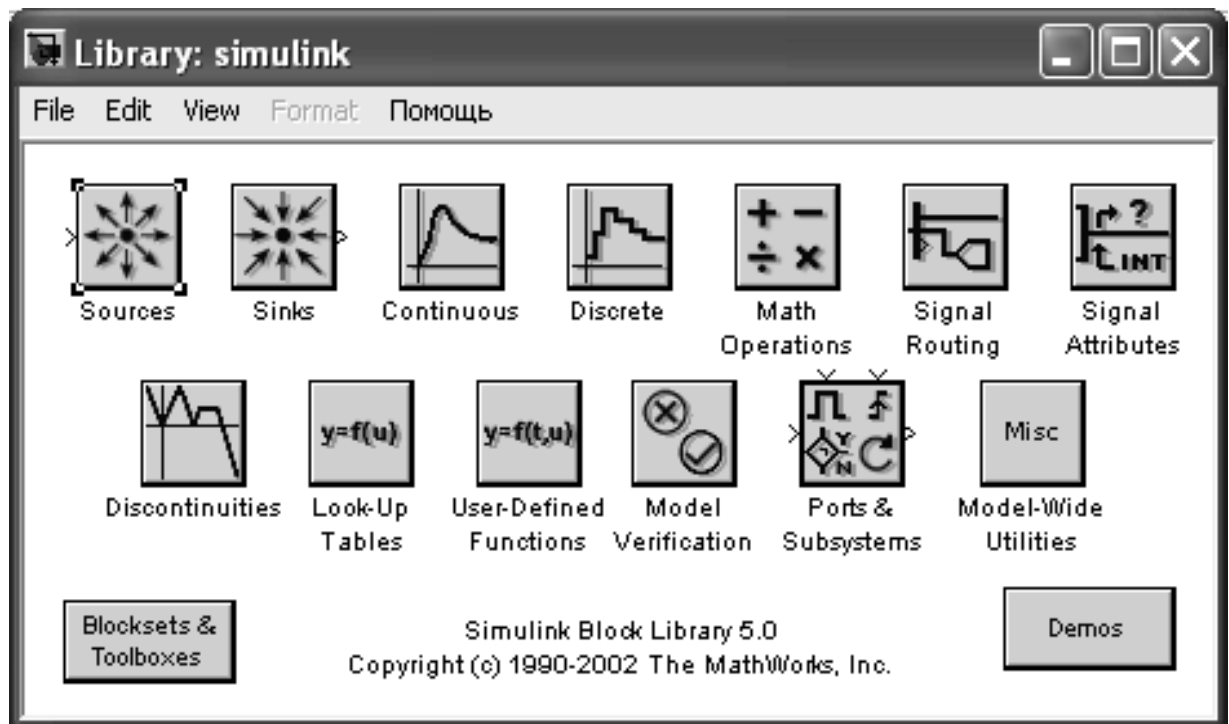 Library: simulink
File Edit View Format Помощь
? INT
Sources Sinks Continuous Discrete Math Operations Signal Routing Signal Attributes
y=f(u) y=f(t,u) Y N Misc
Discontinuities Look-Up Tables User-Defined Functions Model Verification Ports & Subsystems Model-Wide Utilities
Blocksets & Toolboxes
Simulink Block Library 5.0
Copyright (c) 1990-2002 The MathWorks, Inc.
Demos